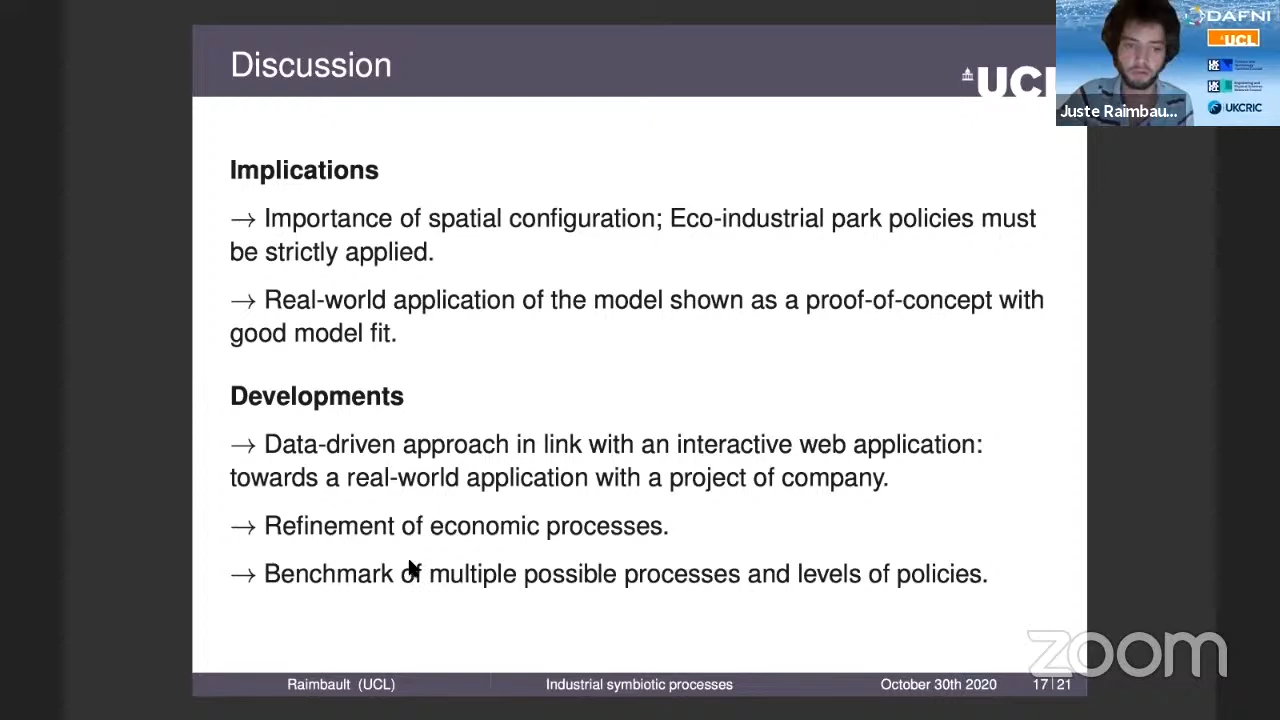 Discussion
UCL
DAFNI
UCL
UKCRIC
Juste Raimbau...
Implications
→ Importance of spatial configuration; Eco-industrial park policies must
be strictly applied.
→ Real-world application of the model shown as a proof-of-concept with
good model fit.
Developments
→ Data-driven approach in link with an interactive web application:
towards a real-world application with a project of company.
→ Refinement of economic processes.
→ Benchmark of multiple possible processes and levels of policies.
zoom
Raimbault (UCL)
Industrial symbiotic processes
October 30th 2020
17|21